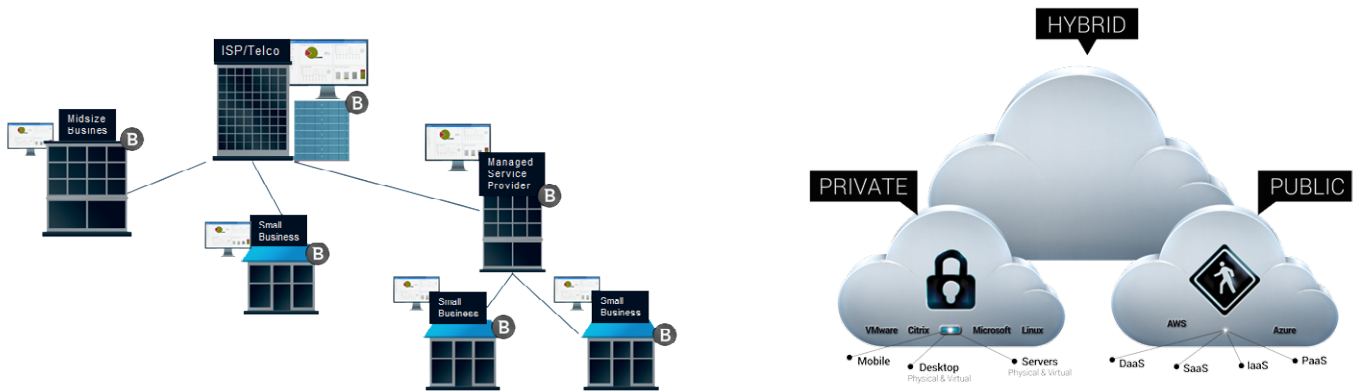 ISP/Telco
B
Midsize
Busines
B
Managed
Service
Provider
B
Small
Business
B
Small
Business
B
Small
Business
B
HYBRID
PRIVATE
PUBLIC
VMware Citrix Microsoft Linux
Mobile
Desktop
Physical & Virtual
Servers
Physical & Virtual
AWS
Azure
DaaS
SaaS
IaaS
PaaS